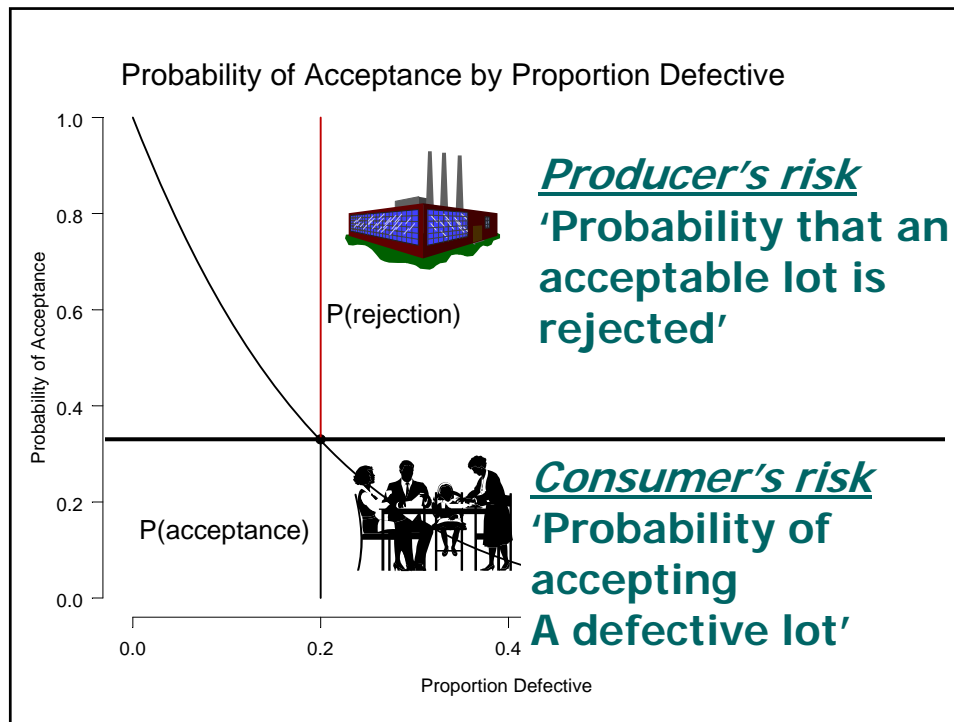 Probability of Acceptance by Proportion Defective
Probability of Acceptance
1.0
0.8
0.6
0.4
0.2
0.0
P(rejection)
P(acceptance)
Producer's risk
‘Probability that an
acceptable lot is
rejected’
Consumer's risk
‘Probability of
accepting
A defective lot’
0.0
0.2
0.4
Proportion Defective